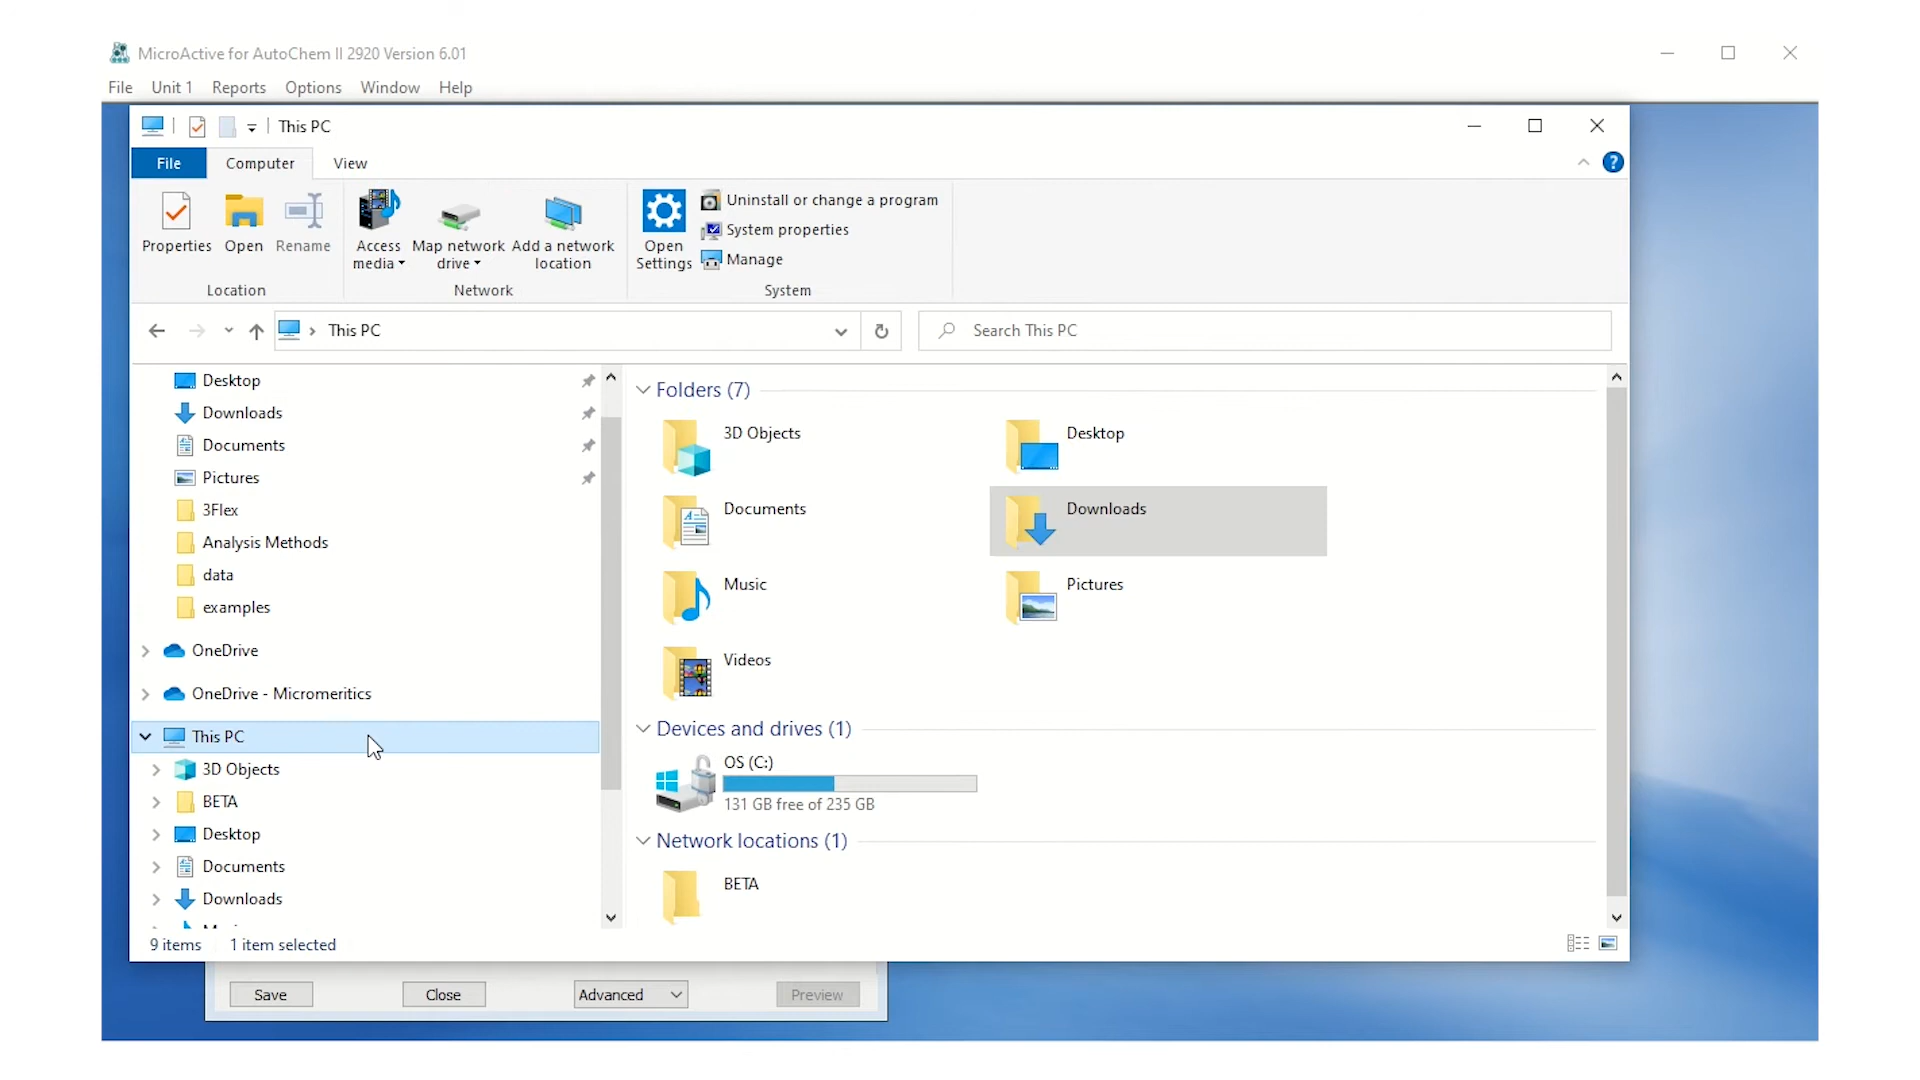 MicroActive for AutoChem II 2920 Version 6.01
File Unit 1 Reports Options Window Help
This PC
File Computer View
Properties Open Rename
Access media
Map network drive
Add a network location
Open Settings
Uninstall or change a program
System properties
Manage
Location Network System
This PC
Search This PC
Desktop
Downloads
Documents
Pictures
3Flex
Analysis Methods
data
examples
OneDrive
OneDrive - Micromeritics
This PC
3D Objects
BETA
Desktop
Documents
Downloads
Folders (7)
3D Objects
Desktop
Documents
Downloads
Music
Pictures
Videos
Devices and drives (1)
OS (C:)
131 GB free of 235 GB
Network locations (1)
BETA
9 items 1 item selected
Save Close Advanced Preview